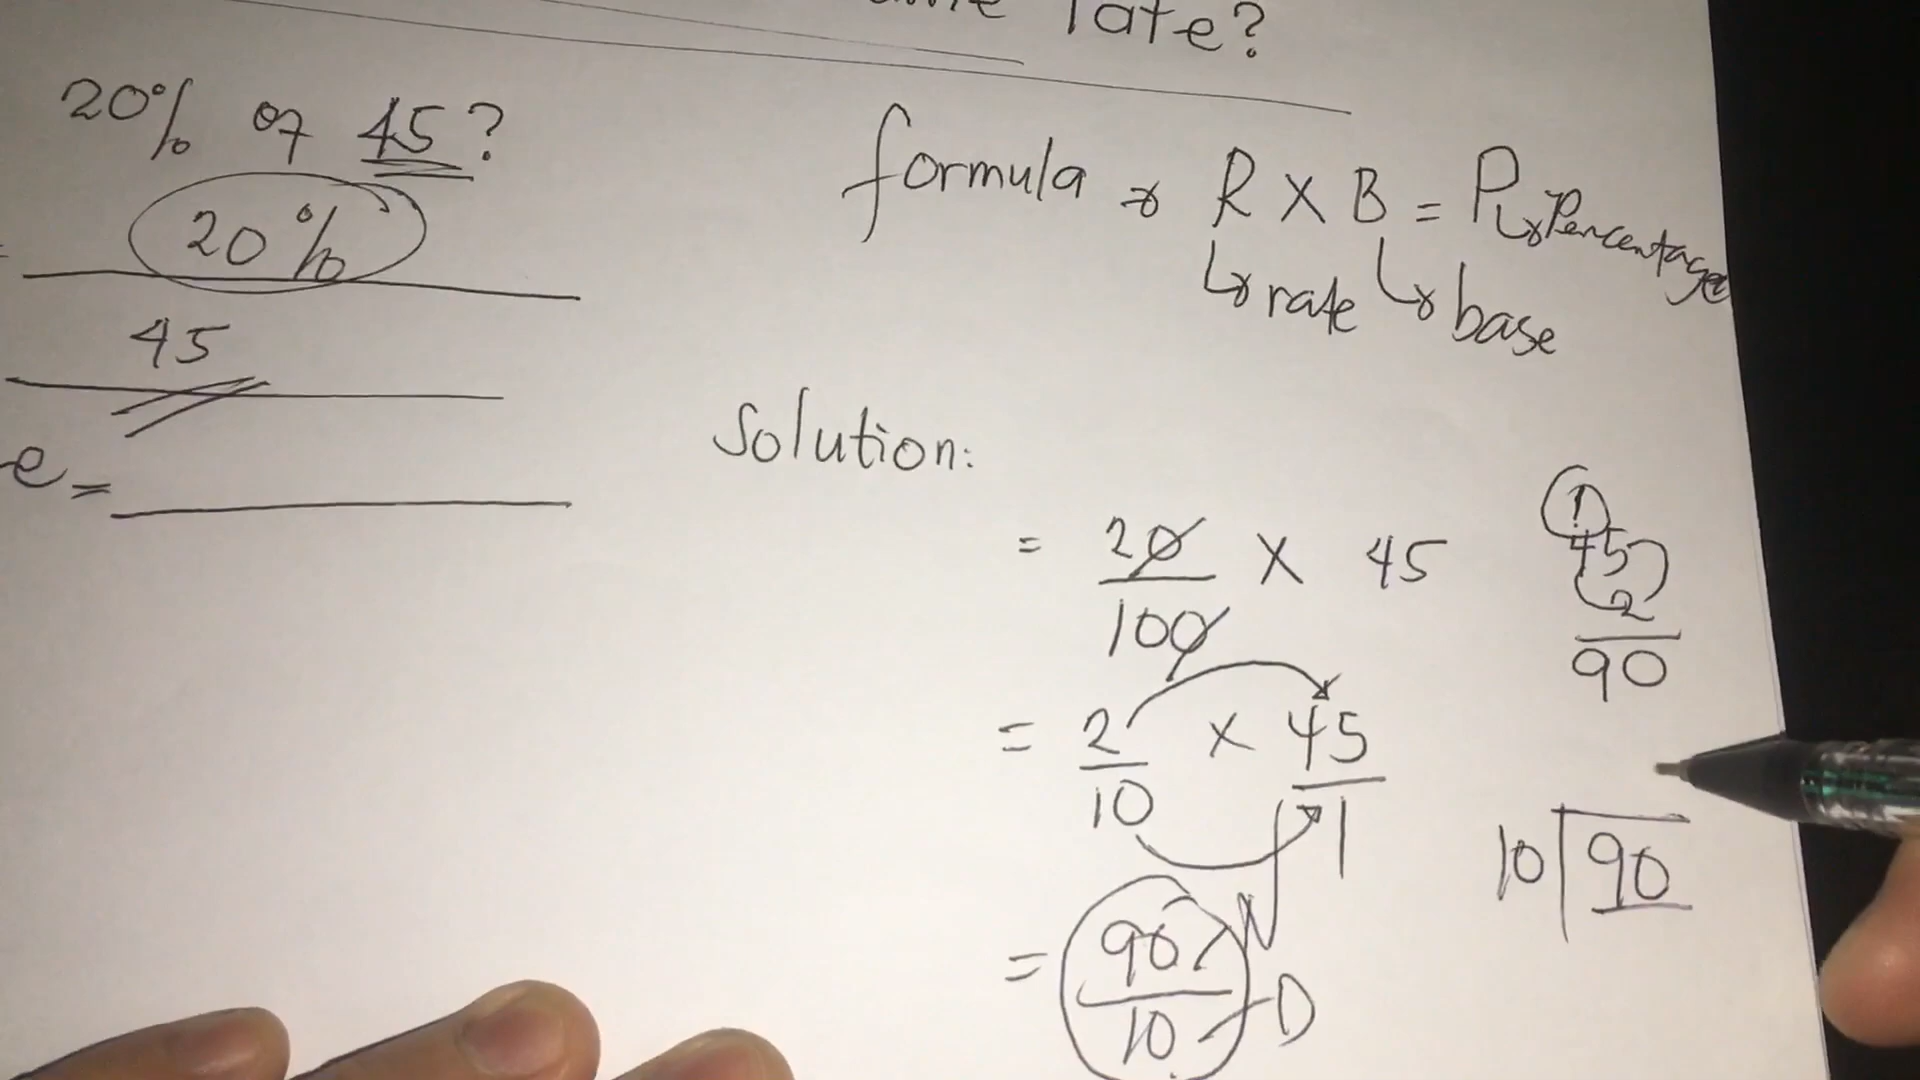 late?
20% of 45?
20%
45
e =
formula → R X B = P → Percentage
→ rate → base
Solution:
= 20/100 X 45
= 2/10 x 45/1
= 90/10
N
D
1
45
2
90
10 90